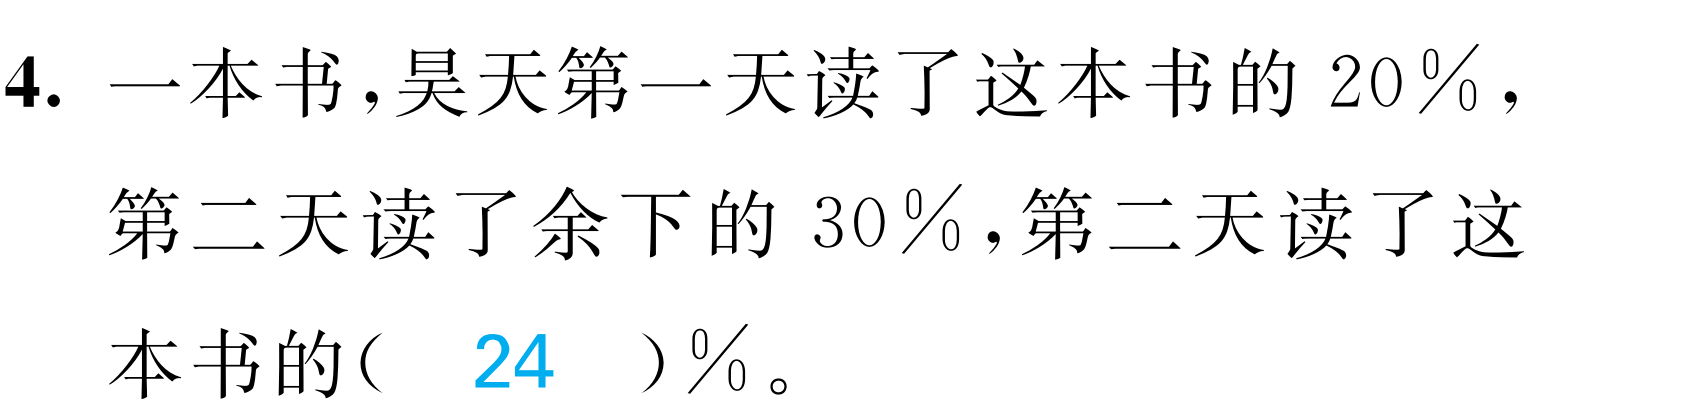 4. 一本书,昊天第一天读了这本书的 20%,
第二天读了余下的 30%,第二天读了这
本书的( 24 )%。